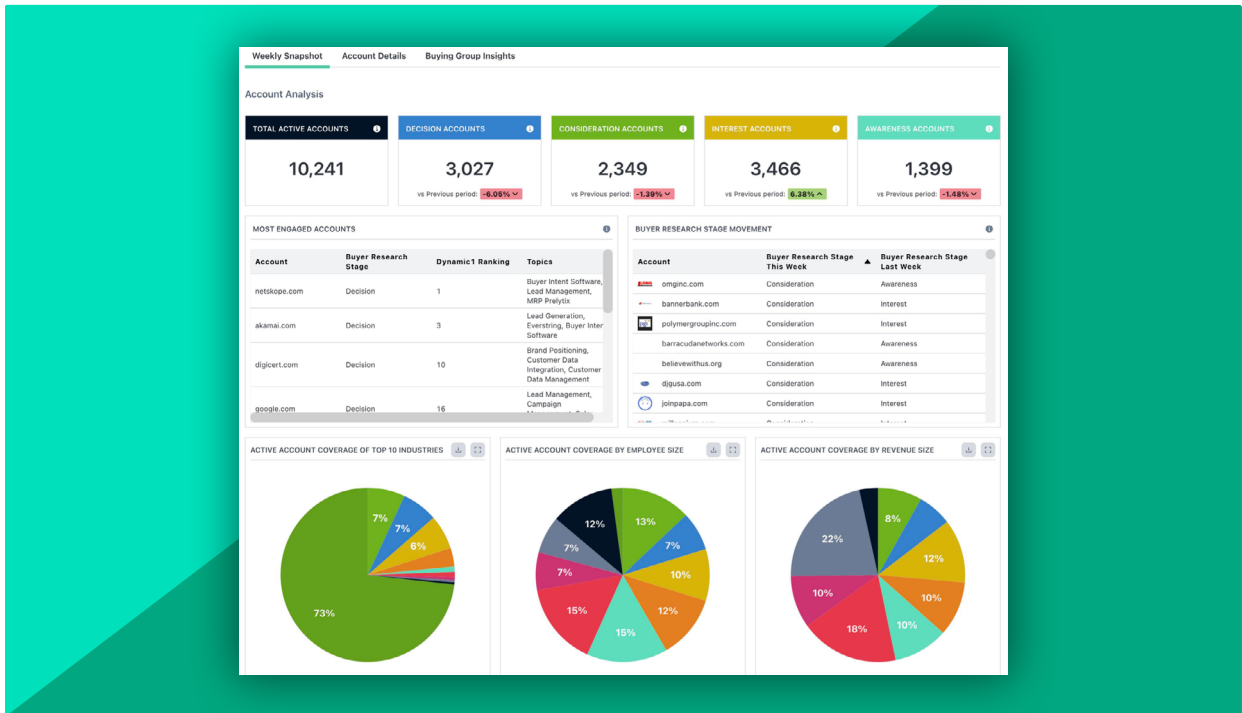 Weekly Snapshot Account Details Buying Group Insights
Account Analysis
TOTAL ACTIVE ACCOUNTS
10,241
DECISION ACCOUNTS
3,027
vs Previous period: -6.05%
CONSIDERATION ACCOUNTS
2,349
vs Previous period: -1.39%
INTEREST ACCOUNTS
3,466
vs Previous period: 6.38%
AWARENESS ACCOUNTS
1,399
vs Previous period: -1.48%
MOST ENGAGED ACCOUNTS
Account Buyer Research Stage Dynamic1 Ranking Topics
netskope.com Decision 1 Buyer Intent Software,
Lead Management,
MRP Prelytix
akamai.com Decision 3 Lead Generation,
Everstring, Buyer Inter
Software
digicert.com Decision 10 Brand Positioning,
Customer Data
Integration, Customer
Data Management
google.com Decision 16 Lead Management,
Campaign
BUYER RESEARCH STAGE MOVEMENT
Account Buyer Research Stage This Week Buyer Research Stage Last Week
omginc.com Consideration Awareness
bannerbank.com Consideration Interest
polymergroupinc.com Consideration Interest
barracudanetworks.com Consideration Awareness
believewithus.org Consideration Awareness
djgusa.com Consideration Interest
joinpapa.com Consideration Interest
ACTIVE ACCOUNT COVERAGE OF TOP 10 INDUSTRIES
7%
7%
6%
73%
ACTIVE ACCOUNT COVERAGE BY EMPLOYEE SIZE
12%
13%
7%
7%
10%
7%
15%
12%
15%
ACTIVE ACCOUNT COVERAGE BY REVENUE SIZE
8%
22%
12%
10%
10%
18%
10%